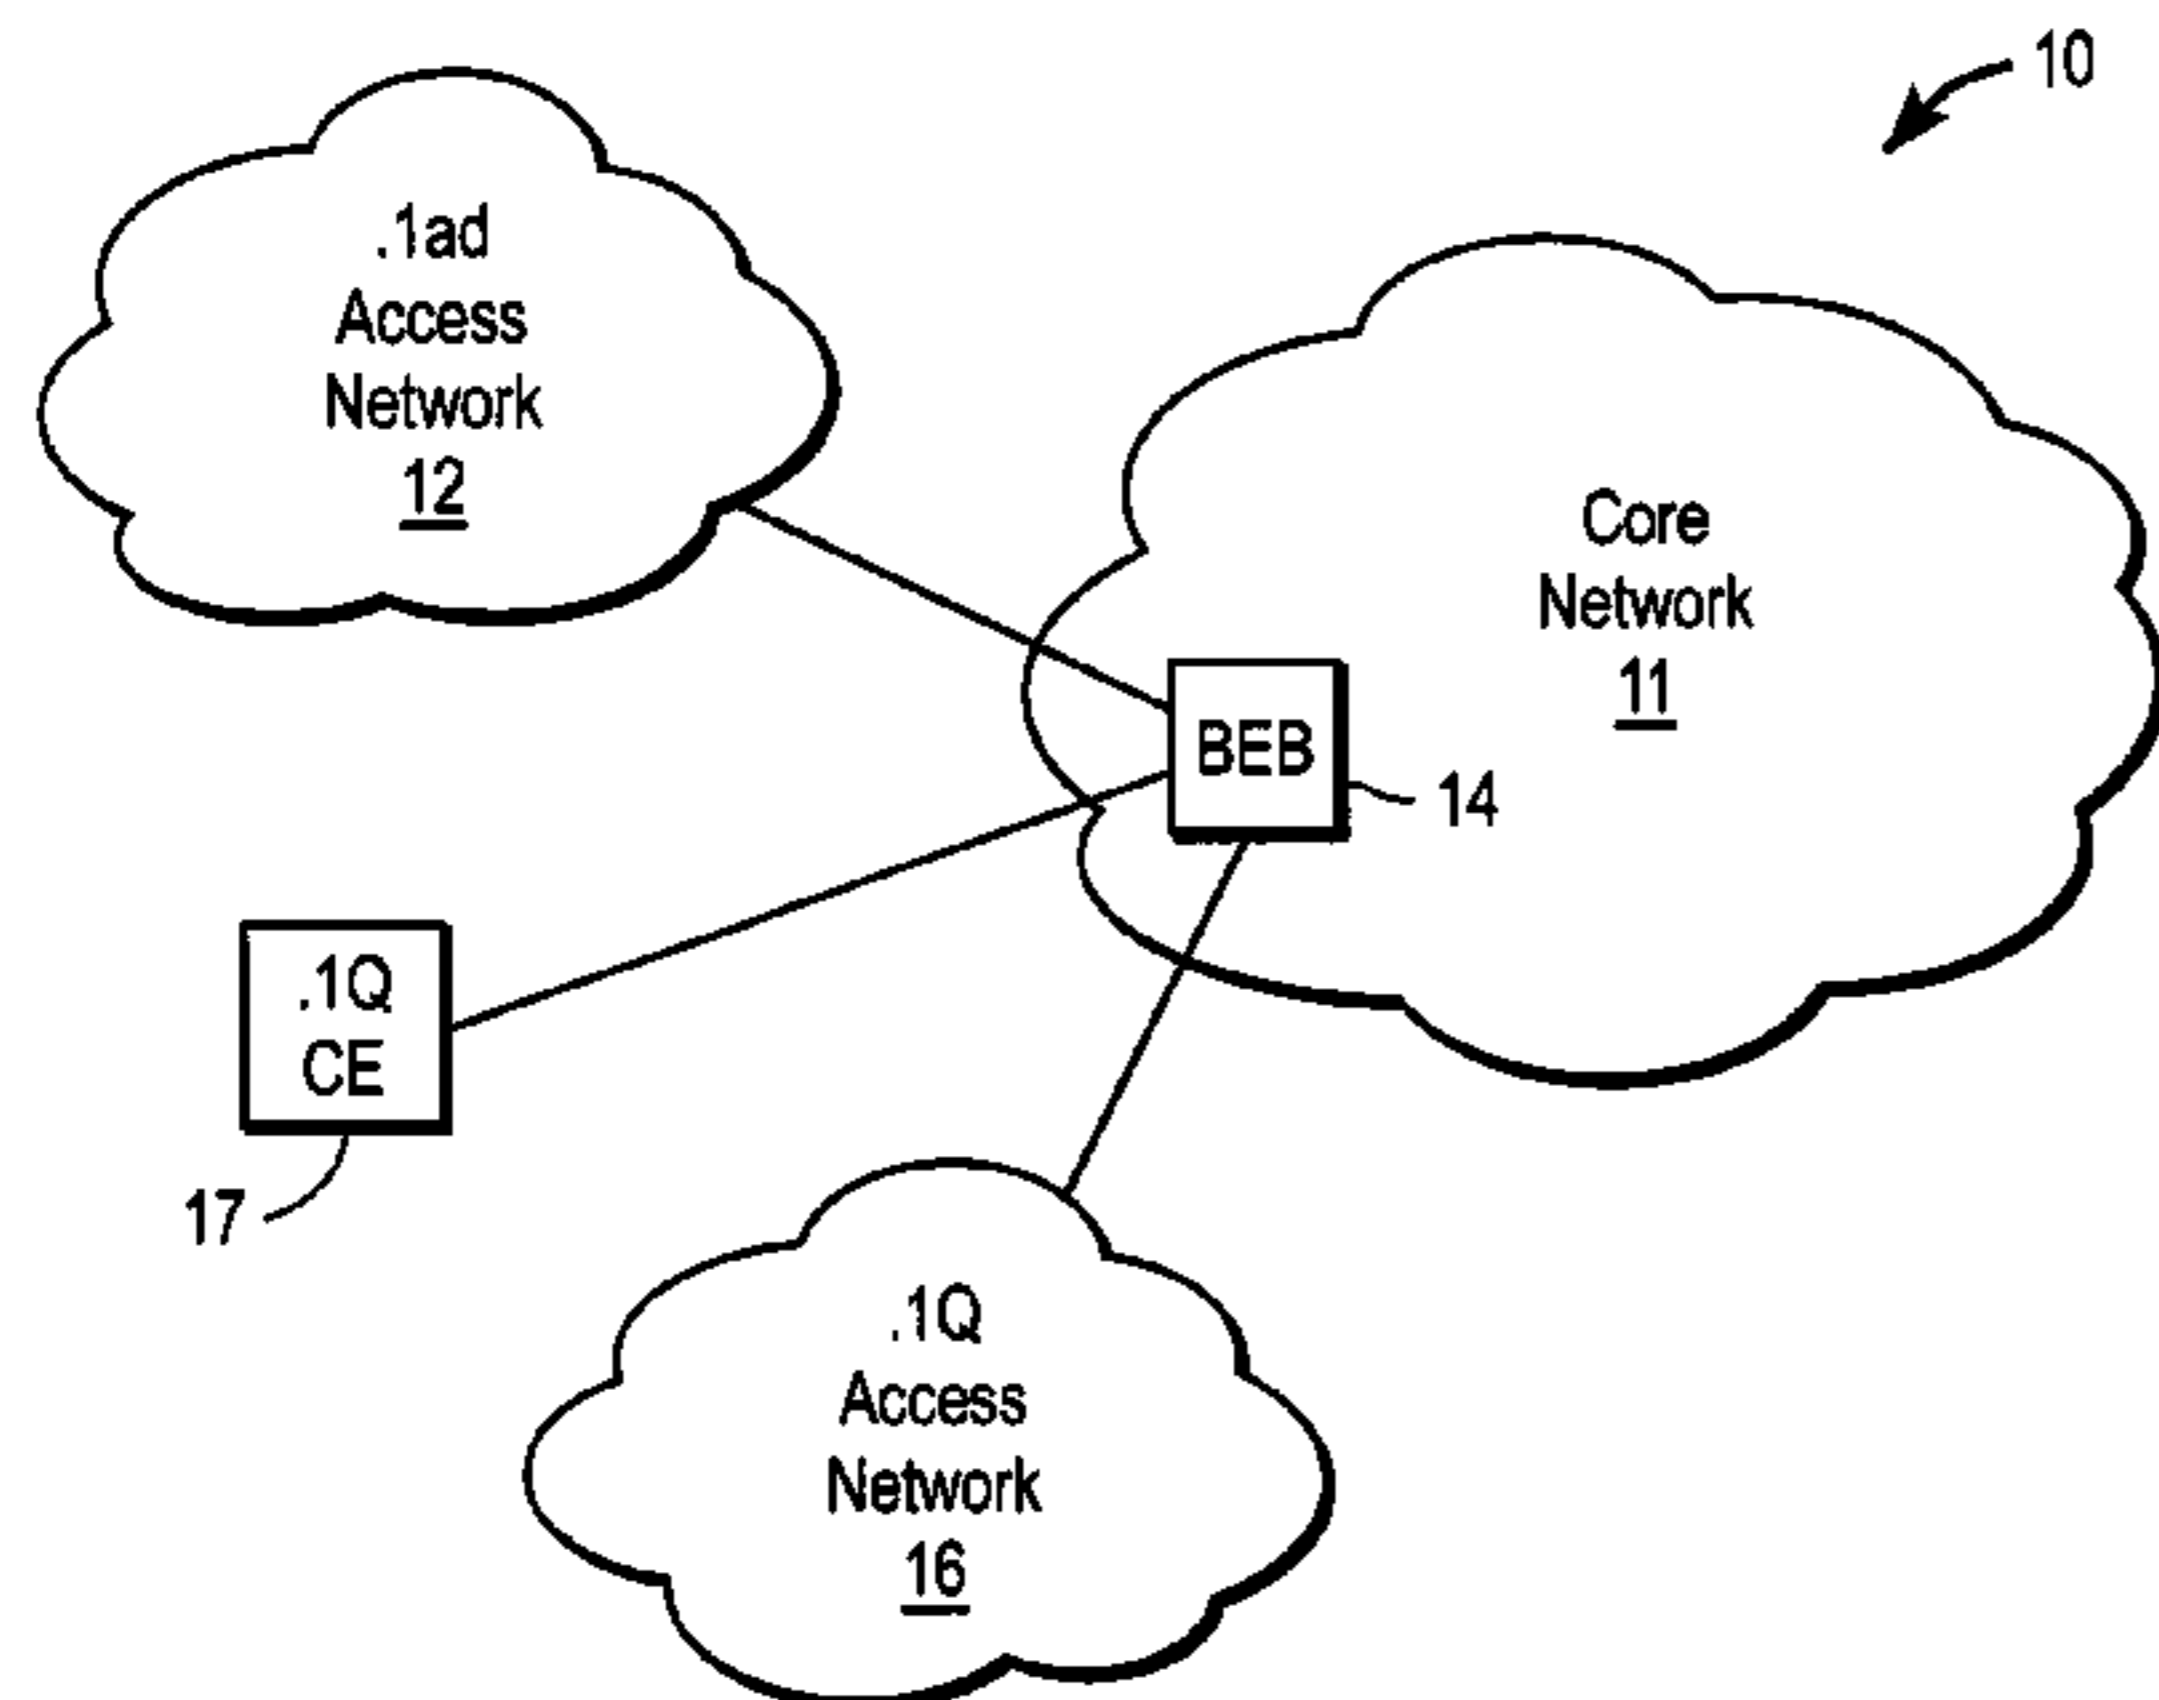 10
.1ad
Access
Network
12
Core
Network
11
BEB
14
.1Q
CE
17
.1Q
Access
Network
16